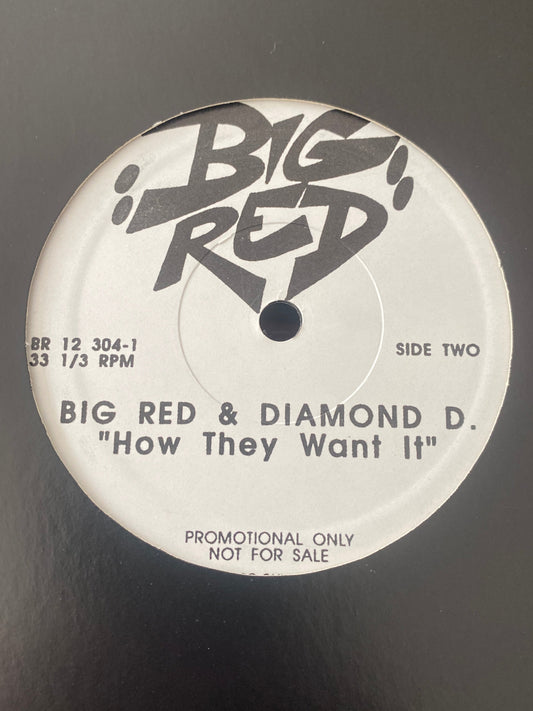 BIG
RED
BR 12 304-1
33 1/3 RPM
SIDE TWO
BIG RED & DIAMOND D.
"How They Want It"
PROMOTIONAL ONLY
NOT FOR SALE